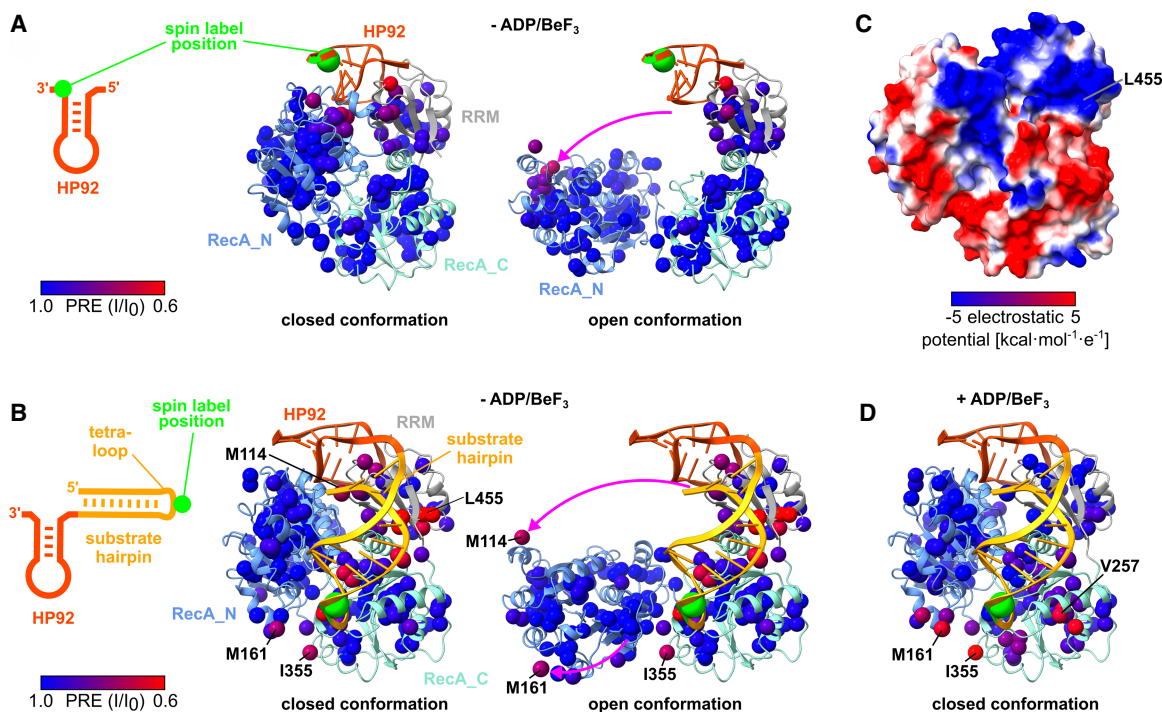 A
spin label
position
3'
5'
HP92
HP92
- ADP/BeF3
RRM
RecA_N
RecA_C
RecA_N
1.0 PRE (I/I0) 0.6
closed conformation
open conformation
C
L455
-5 electrostatic 5
potential [kcal·mol-1·e-1]
B
spin label
position
tetra-
loop
5'
3'
substrate
hairpin
HP92
- ADP/BeF3
HP92
RRM
substrate
hairpin
M114
L455
RecA_N
M161
I355
RecA_C
M114
M161
I355
1.0 PRE (I/I0) 0.6
closed conformation
open conformation
D
+ ADP/BeF3
V257
M161
I355
closed conformation